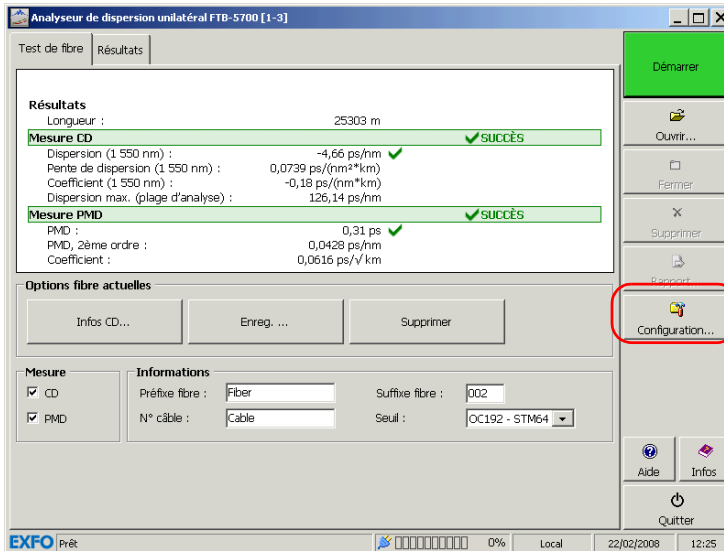 Analyseur de dispersion unilatéral FTB-5700 [1-3]
Test de fibre
Résultats
Résultats
Longueur : 25303 m
Mesure CD ✓SUCCÈS
Dispersion (1 550 nm) : -4,66 ps/nm ✓
Pente de dispersion (1 550 nm) : 0,0739 ps/(nm²*km)
Coefficient (1 550 nm) : -0,18 ps/(nm*km)
Dispersion max. (plage d'analyse) : 126,14 ps/nm
Mesure PMD ✓SUCCÈS
PMD : 0,31 ps ✓
PMD, 2ème ordre : 0,0428 ps/nm
Coefficient : 0,0616 ps/√km
Options fibre actuelles
Infos CD...
Enreg. ...
Supprimer
Mesure
CD
PMD
Informations
Préfixe fibre : Fiber
Suffixe fibre : 002
N° câble : Cable
Seuil : OC192 - STM64
Démarrer
Ouvrir...
Fermer
Supprimer
Rapport...
Configuration...
Aide
Infos
Quitter
EXFO Prêt 0% Local 22/02/2008 12:25